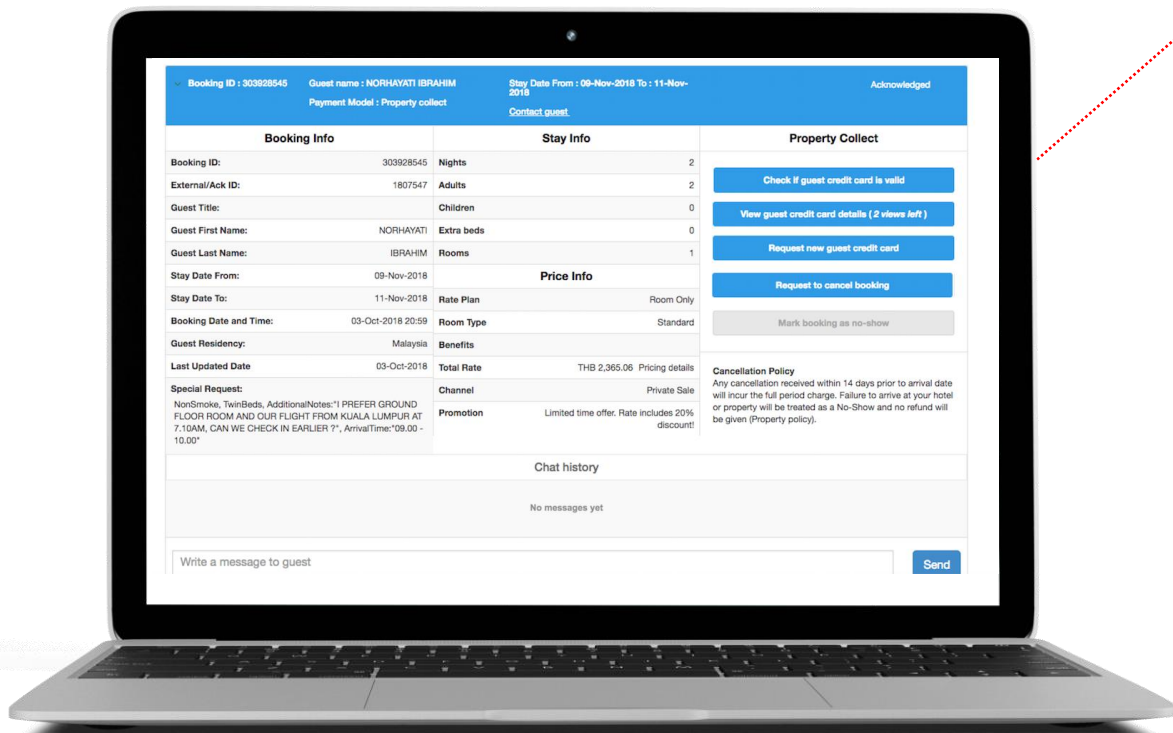 Booking ID : 303928545
Guest name : NORHAYATI IBRAHIM
Payment Model : Property collect
Stay Date From : 09-Nov-2018 To : 11-Nov-
2018
Contact guest
Acknowledged
Booking Info
Booking ID: 303928545
External/Ack ID: 1807547
Guest Title:
Guest First Name: NORHAYATI
Guest Last Name: IBRAHIM
Stay Date From: 09-Nov-2018
Stay Date To: 11-Nov-2018
Booking Date and Time: 03-Oct-2018 20:59
Guest Residency: Malaysia
Last Updated Date 03-Oct-2018
Special Request:
NonSmoke, TwinBeds, AdditionalNotes:"I PREFER GROUND
FLOOR ROOM AND OUR FLIGHT FROM KUALA LUMPUR AT
7.10AM, CAN WE CHECK IN EARLIER ?", ArrivalTime:"09.00 -
10.00"
Stay Info
Nights 2
Adults 2
Children 0
Extra beds 0
Rooms 1
Price Info
Rate Plan Room Only
Room Type Standard
Benefits
Total Rate THB 2,365.06 Pricing details
Channel Private Sale
Promotion Limited time offer. Rate includes 20%
discount!
Property Collect
Check if guest credit card is valid
View guest credit card details ( 2 views left )
Request new guest credit card
Request to cancel booking
Mark booking as no-show
Cancellation Policy
Any cancellation received within 14 days prior to arrival date
will incur the full period charge. Failure to arrive at your hotel
or property will be treated as a No-Show and no refund will
be given (Property policy).
Chat history
No messages yet
Write a message to guest
Send